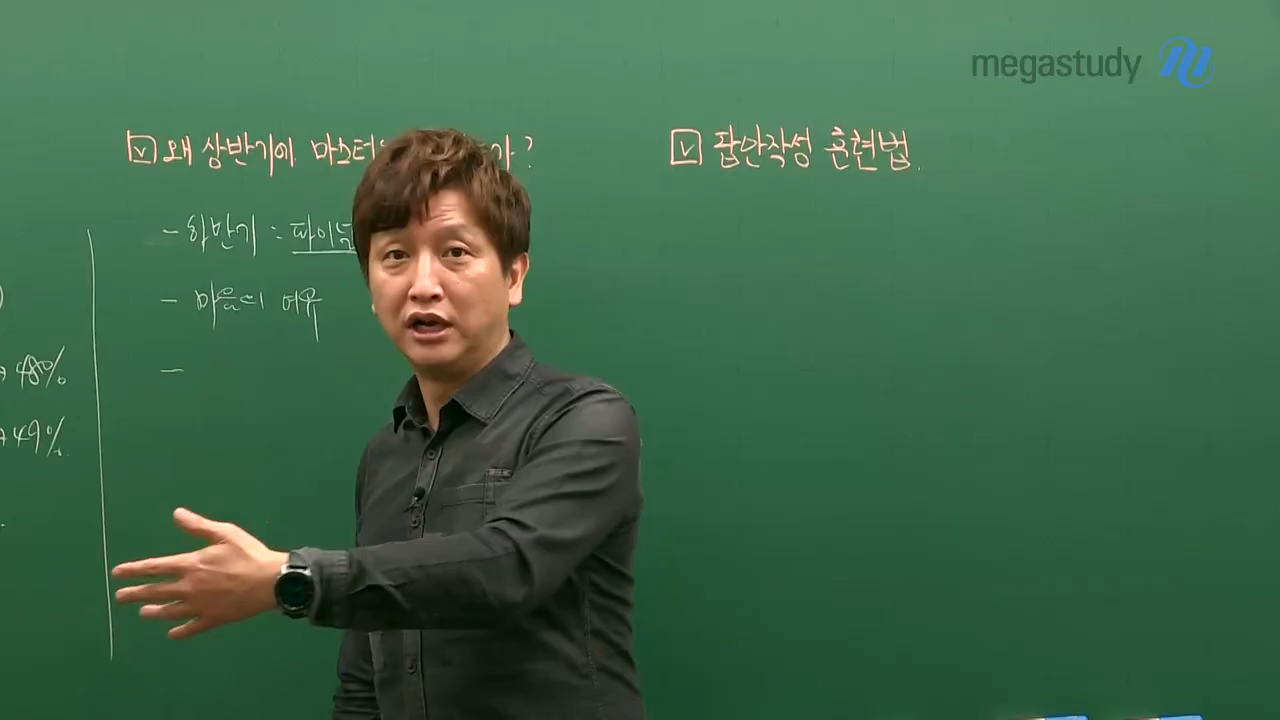 megastudy
→ 48%
→ 49%
☑ 왜 상반기에 마스터 가?
- 하반기 : 파이널
- 마음의 여유
-
☑ 답안작성 훈련법.